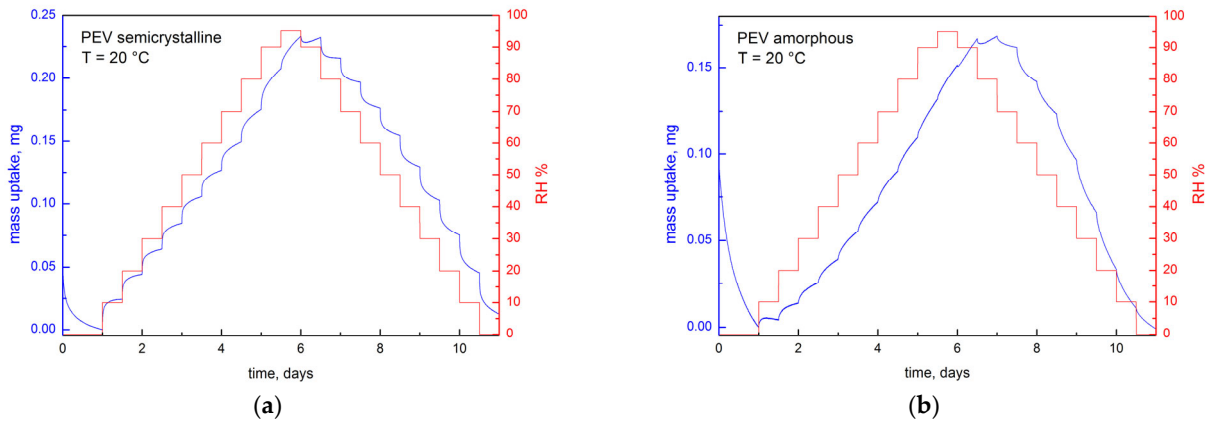 PEV semicrystalline
T = 20 °C
mass uptake, mg
0.25
0.20
0.15
0.10
0.05
0.00
0 2 4 6 8 10
time, days
100
90
80
70
60
50
40
30
20
10
0
RH %
(a)
PEV amorphous
T = 20 °C
mass uptake, mg
0.15
0.10
0.05
0.00
0 2 4 6 8 10
time, days
100
90
80
70
60
50
40
30
20
10
0
RH %
(b)